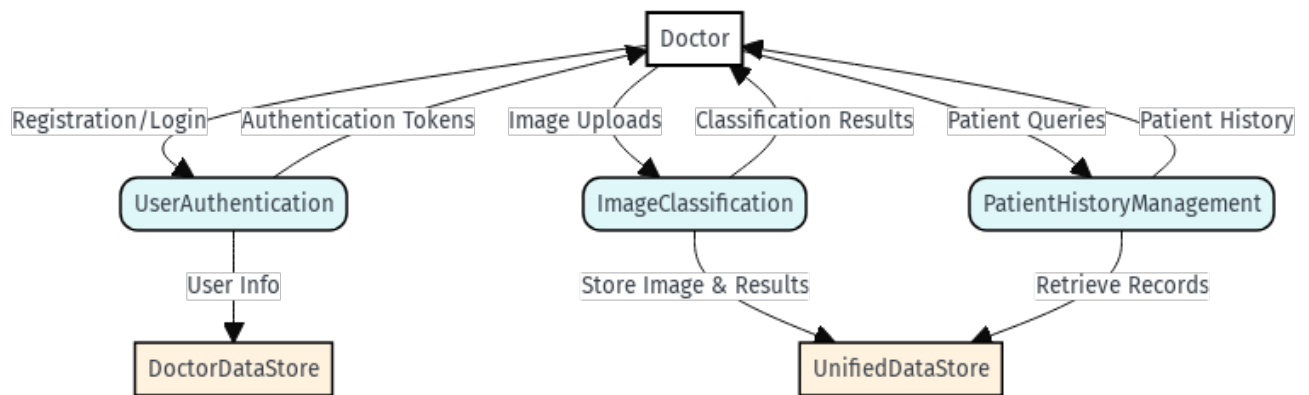 Doctor
Registration/Login
Authentication Tokens
Image Uploads
Classification Results
Patient Queries
Patient History
UserAuthentication
ImageClassification
PatientHistoryManagement
User Info
Store Image & Results
Retrieve Records
DoctorDataStore
UnifiedDataStore